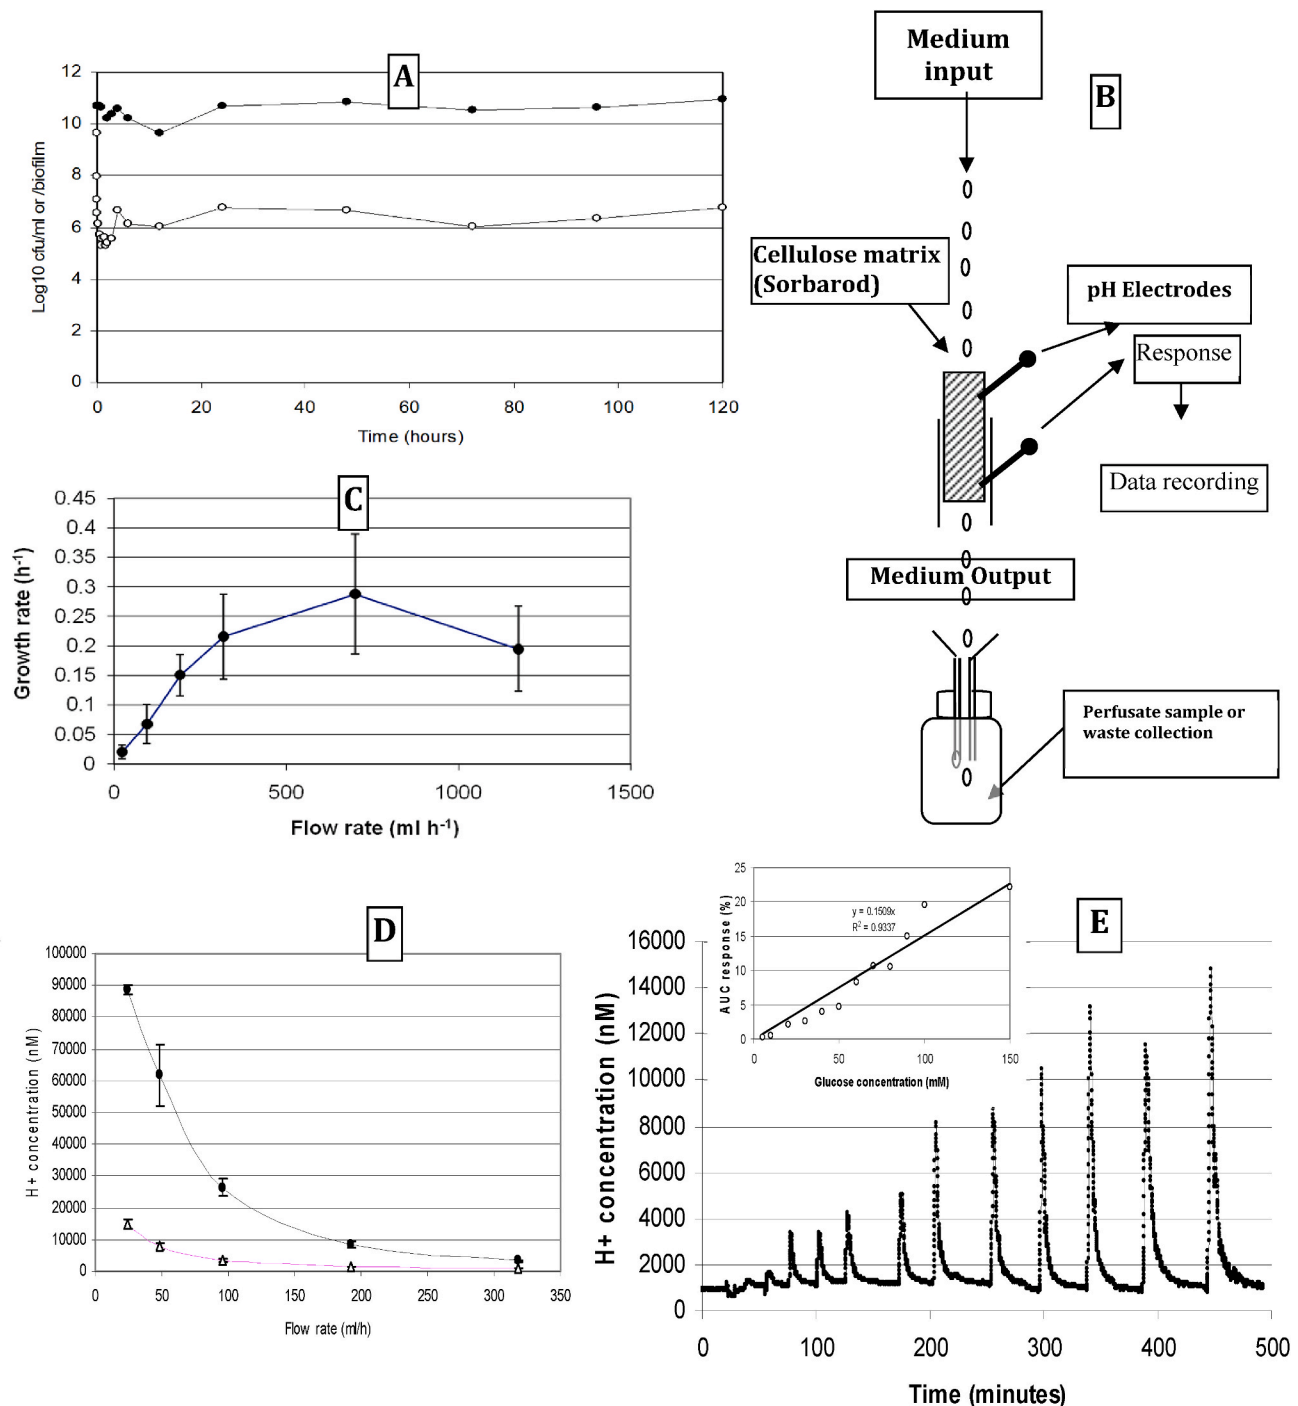 A
12
10
8
6
4
2
0
Log10 cfu/ml or /biofilm
0 20 40 60 80 100 120
Time (hours)
B
Medium
input
Cellulose matrix
(Sorbarod)
pH Electrodes
Response
Data recording
Medium Output
Perfusate sample or
waste collection
C
0.45
0.4
0.35
0.3
0.25
0.2
0.15
0.1
0.05
0
Growth rate (h-1)
0 500 1000 1500
Flow rate (ml h-1)
D
100000
90000
80000
70000
60000
50000
40000
30000
20000
10000
0
H+ concentration (nM)
0 50 100 150 200 250 300 350
Flow rate (ml/h)
E
25
20
15
10
5
0
AUC response (%)
y = 0.1509x
R2 = 0.9337
0 50 100 150
Glucose concentration (mM)
16000
14000
12000
10000
8000
6000
4000
2000
0
H+ concentration (nM)
0 100 200 300 400 500
Time (minutes)